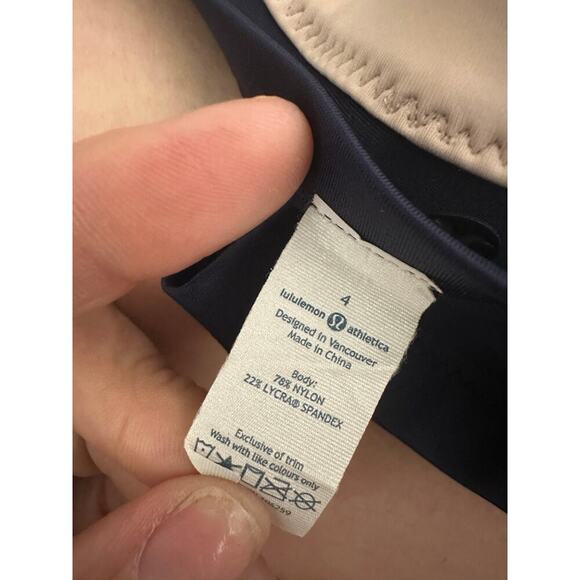 4
lululemon athletica
Designed in Vancouver
Made in China
Body:
78% NYLON
22% LYCRA® SPANDEX
Exclusive of trim
Wash with like colours only